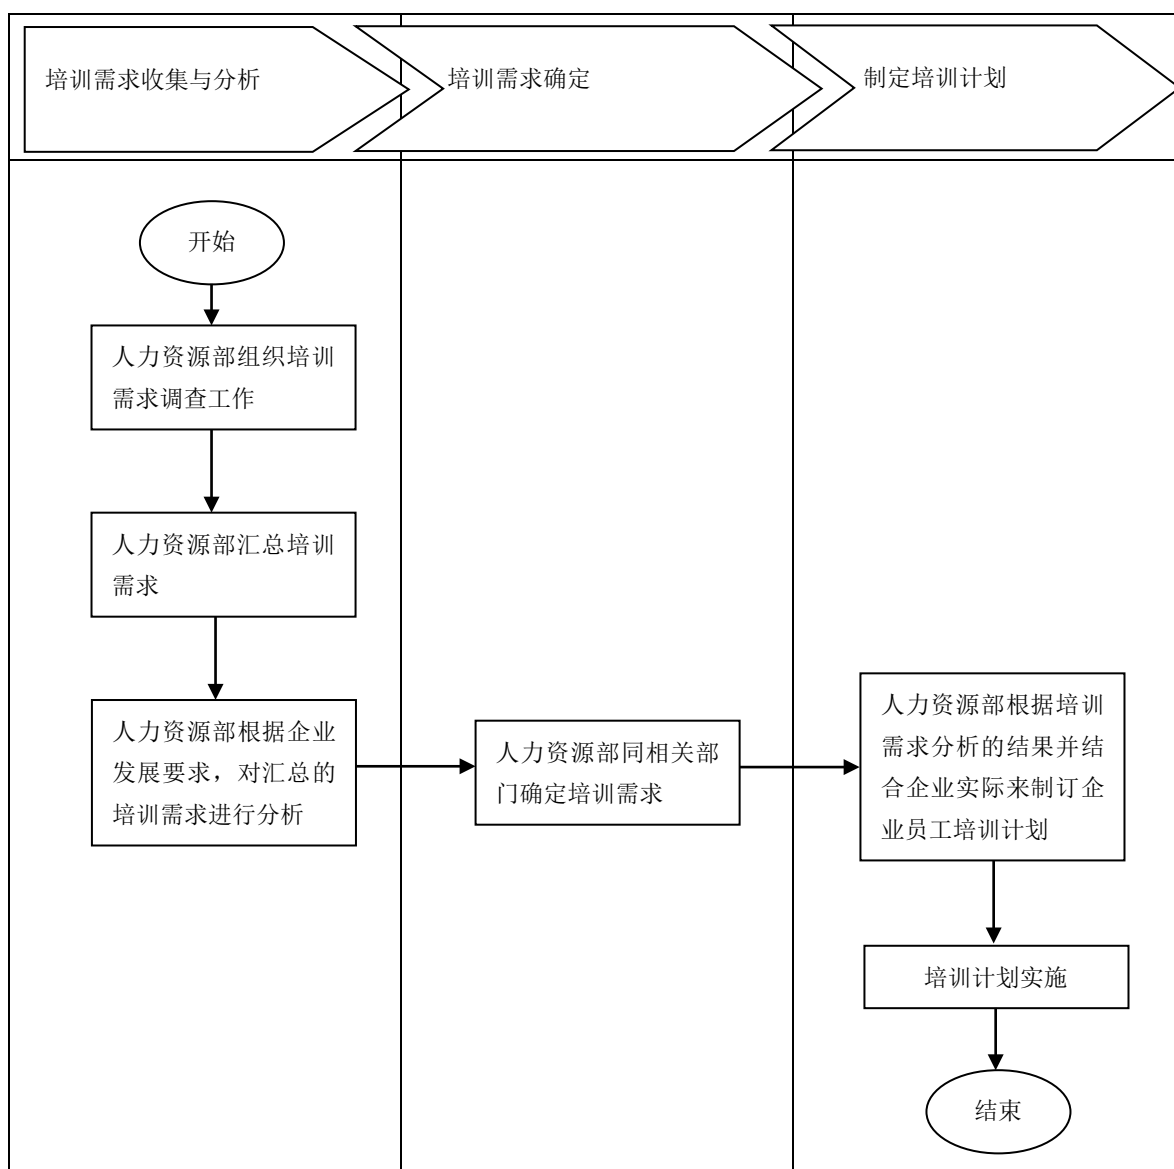 培训需求收集与分析
培训需求确定
制定培训计划
开始
人力资源部组织培训
需求调查工作
人力资源部汇总培训
需求
人力资源部根据企业
发展要求，对汇总的
培训需求进行分析
人力资源部同相关部
门确定培训需求
人力资源部根据培训
需求分析的结果并结
合企业实际来制订企
业员工培训计划
培训计划实施
结束